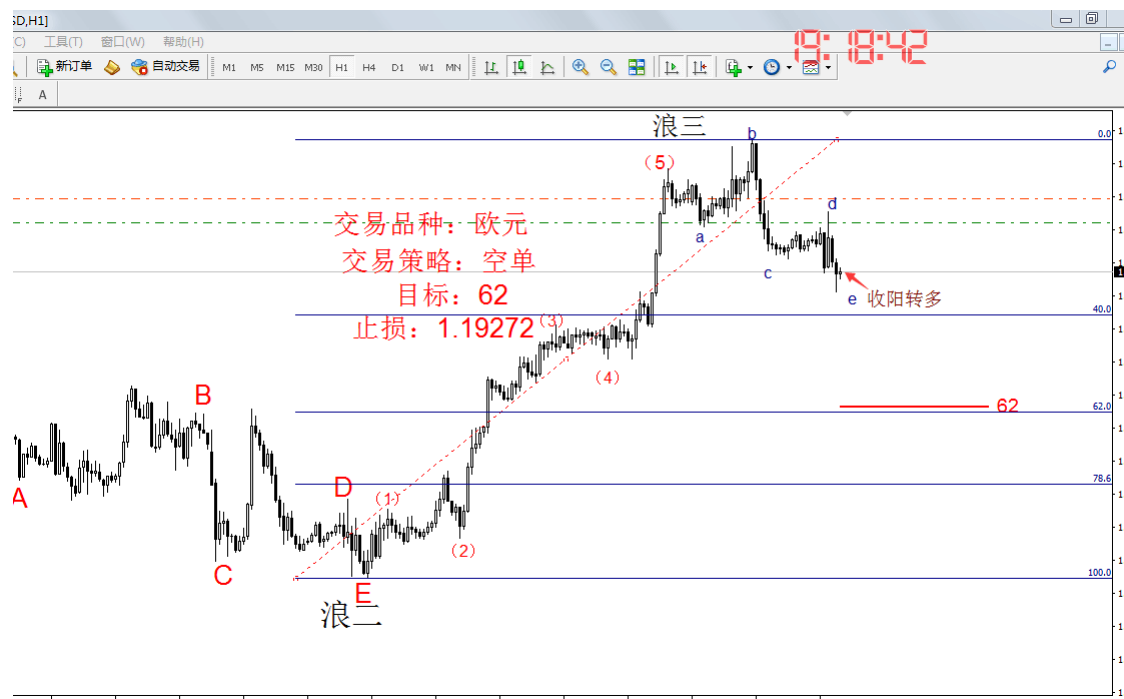 SD,H1]
19:18:42
工具(T) 窗口(W) 帮助(H)
新订单 自动交易 M1 M5 M15 M30 H1 H4 D1 W1 MN
A
浪三
b
0.0
(5)
d
交易品种：欧元
a
交易策略：空单
c
目标：62
e 收阳转多
止损：1.19272
(3)
40.0
(4)
B
62
62.0
78.6
D
A
(1)
(2)
C
100.0
E
浪二